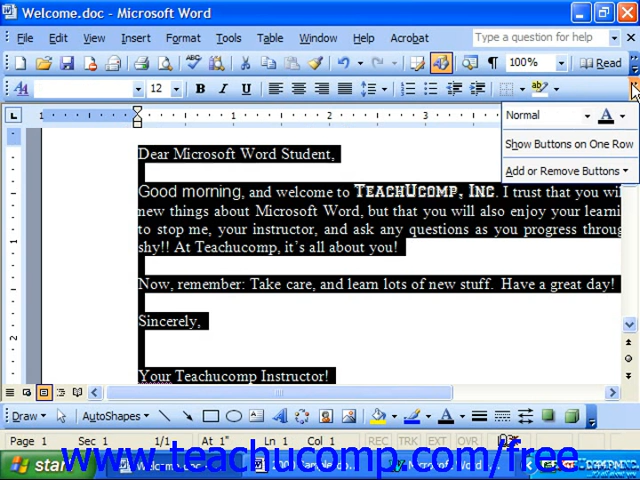 Welcome.doc - Microsoft Word
File Edit View Insert Format Tools Table Window Help Acrobat Type a question for help
100% Read
12 B I U
Normal A
Show Buttons on One Row
Add or Remove Buttons
Dear Microsoft Word Student,
Good morning, and welcome to TEACHUCOMP, INC. I trust that you wil
new things about Microsoft Word, but that you will also enjoy your learni
to stop me, your instructor, and ask any questions as you progress throug
shy!! At Teachucomp, it's all about you!
Now, remember: Take care, and learn lots of new stuff. Have a great day!
Sincerely,
Your Teachucomp Instructor!
Draw AutoShapes
Page 1 Sec 1 1/1 At 1" Ln 1 Col 1 REC TRK EXT OVR
start
www.teachucomp.com/free